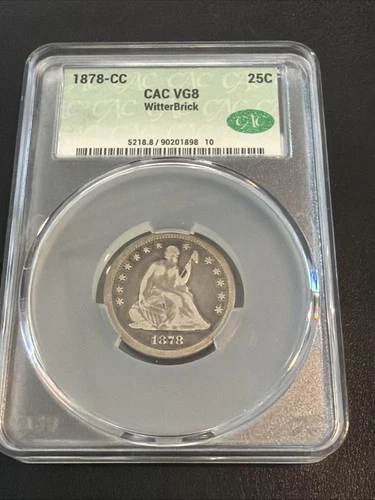 1878-CC 25C
CAC VG8
WitterBrick
5218.8 / 90201898 10
CAC
1878